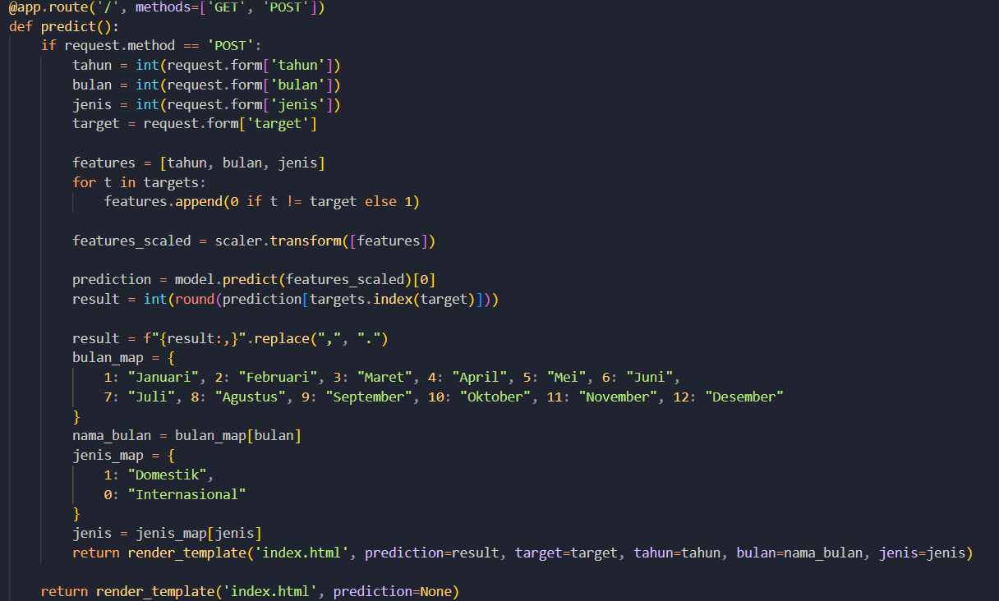 @app.route('/', methods=['GET', 'POST'])
def predict():
    if request.method == 'POST':
        tahun = int(request.form['tahun'])
        bulan = int(request.form['bulan'])
        jenis = int(request.form['jenis'])
        target = request.form['target']

        features = [tahun, bulan, jenis]
        for t in targets:
            features.append(0 if t != target else 1)

        features_scaled = scaler.transform([features])

        prediction = model.predict(features_scaled)[0]
        result = int(round(prediction[targets.index(target)]))

        result = f"{result:,}".replace(",", ".")
        bulan_map = {
            1: "Januari", 2: "Februari", 3: "Maret", 4: "April", 5: "Mei", 6: "Juni",
            7: "Juli", 8: "Agustus", 9: "September", 10: "Oktober", 11: "November", 12: "Desember"
        }
        nama_bulan = bulan_map[bulan]
        jenis_map = {
            1: "Domestik",
            0: "Internasional"
        }
        jenis = jenis_map[jenis]
        return render_template('index.html', prediction=result, target=target, tahun=tahun, bulan=nama_bulan, jenis=jenis)

    return render_template('index.html', prediction=None)